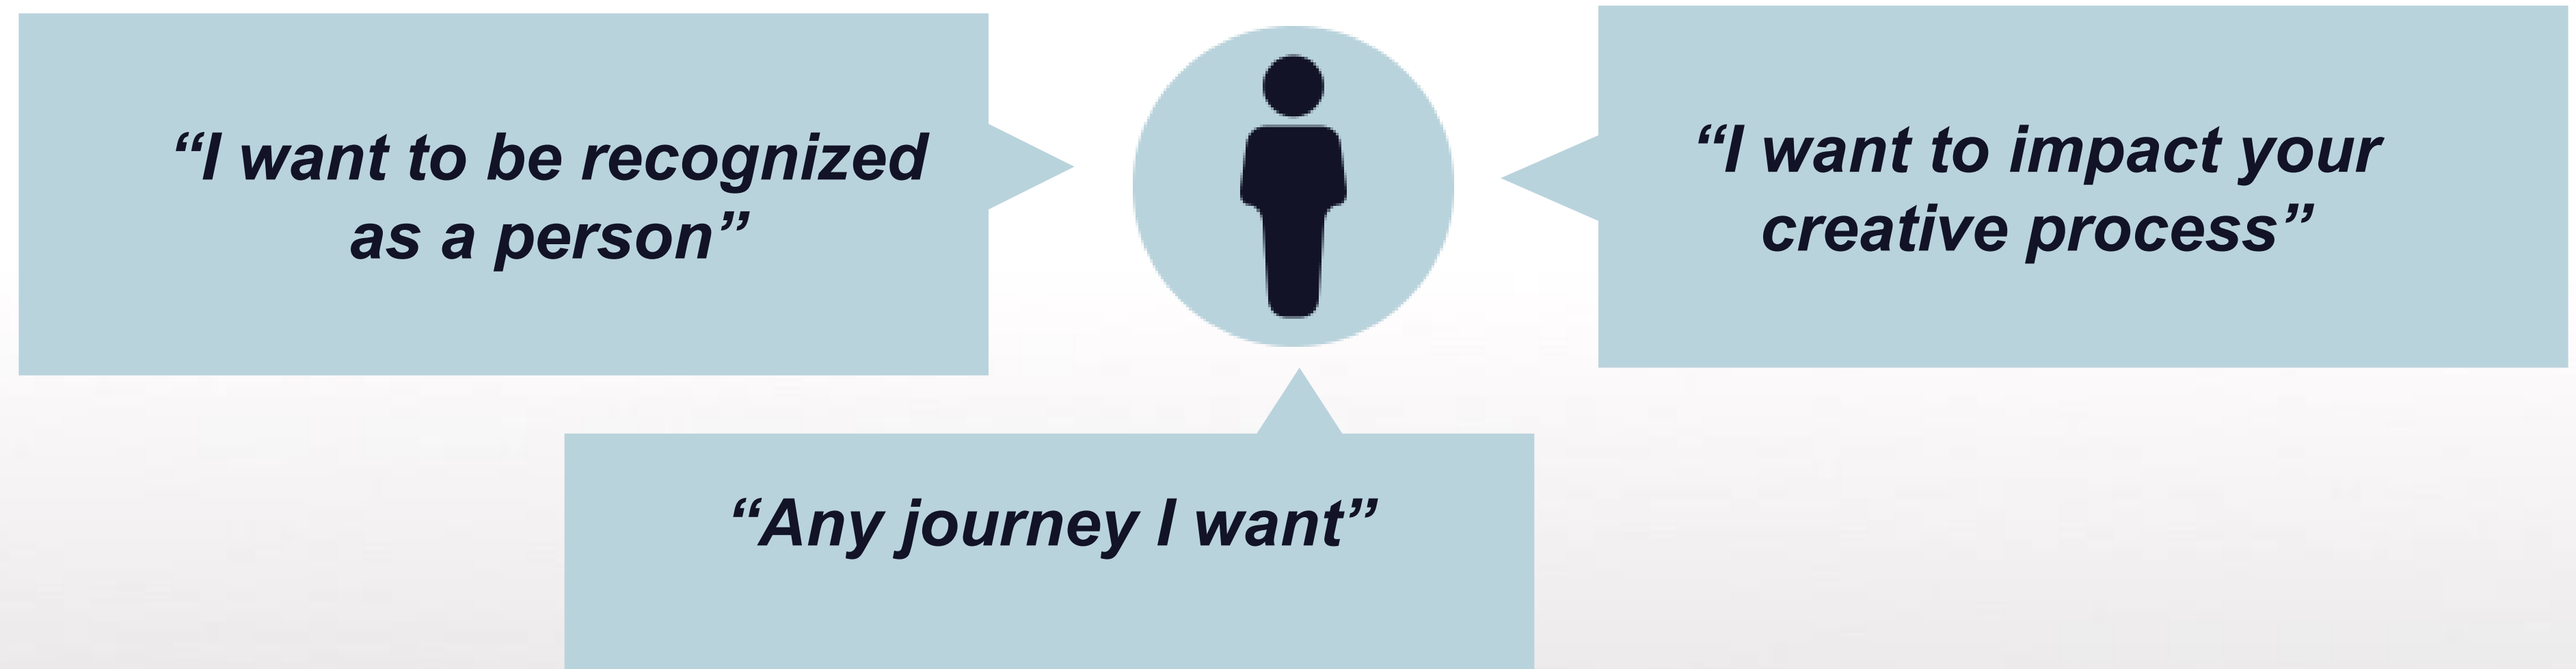 “I want to be recognized
as a person”
“I want to impact your
creative process”
“Any journey I want”